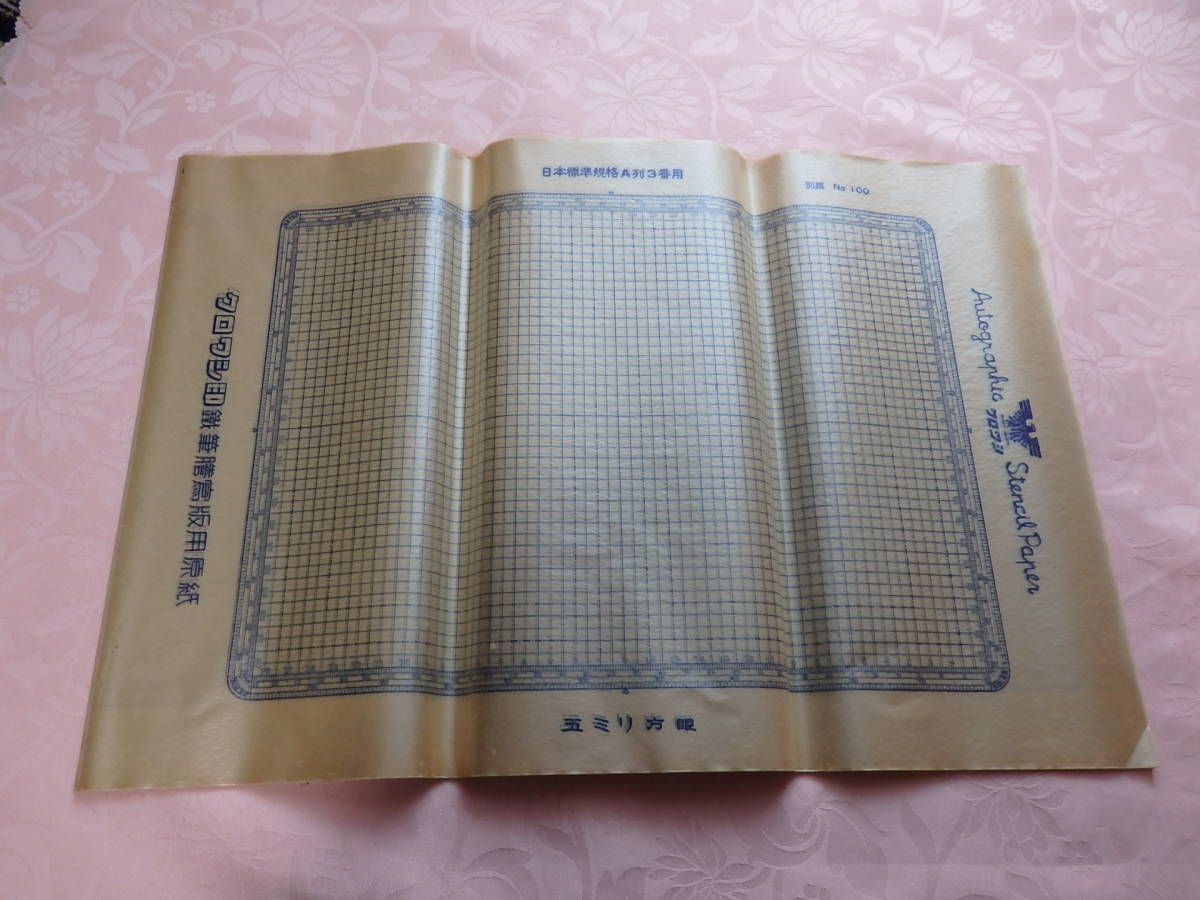 日本標準規格A列3番用
別廣 No 100
クロワシ印 鐵筆謄寫版用原紙
Autographic
クロワシ
Stencil Paper
五ミリ方眼